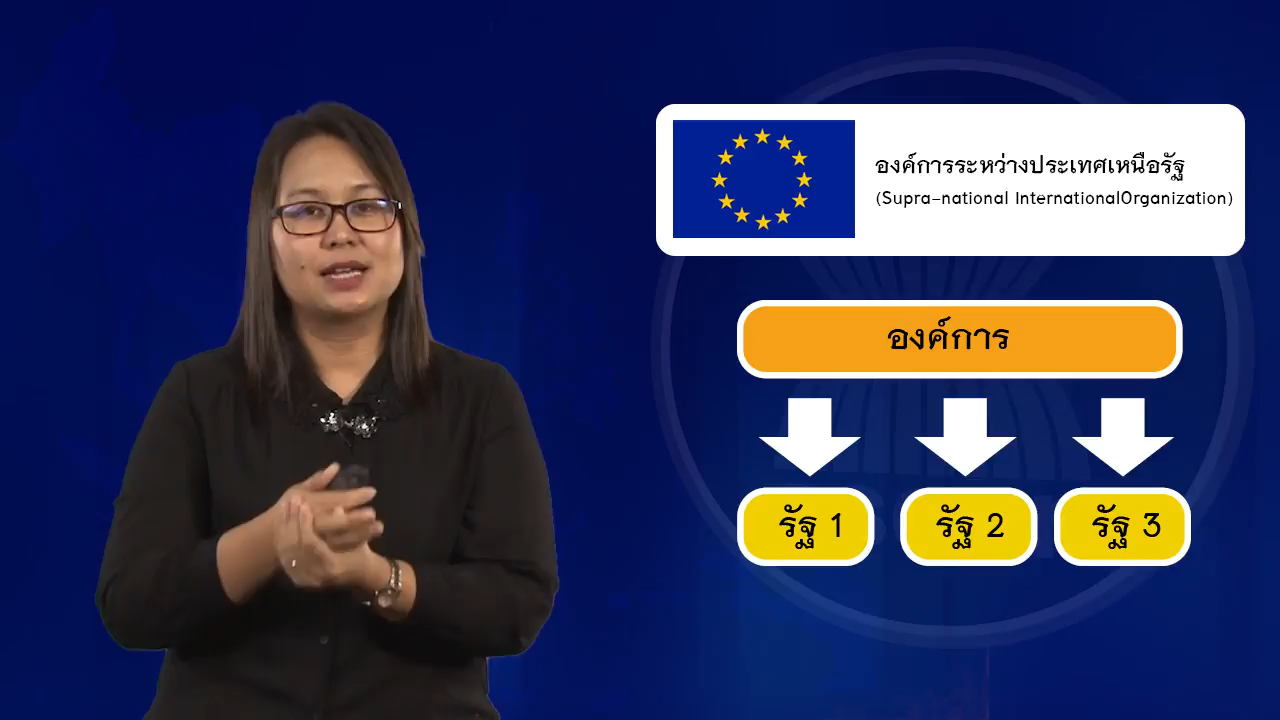 องค์การระหว่างประเทศเหนือรัฐ
(Supra-national InternationalOrganization)
องค์การ
รัฐ 1
รัฐ 2
รัฐ 3